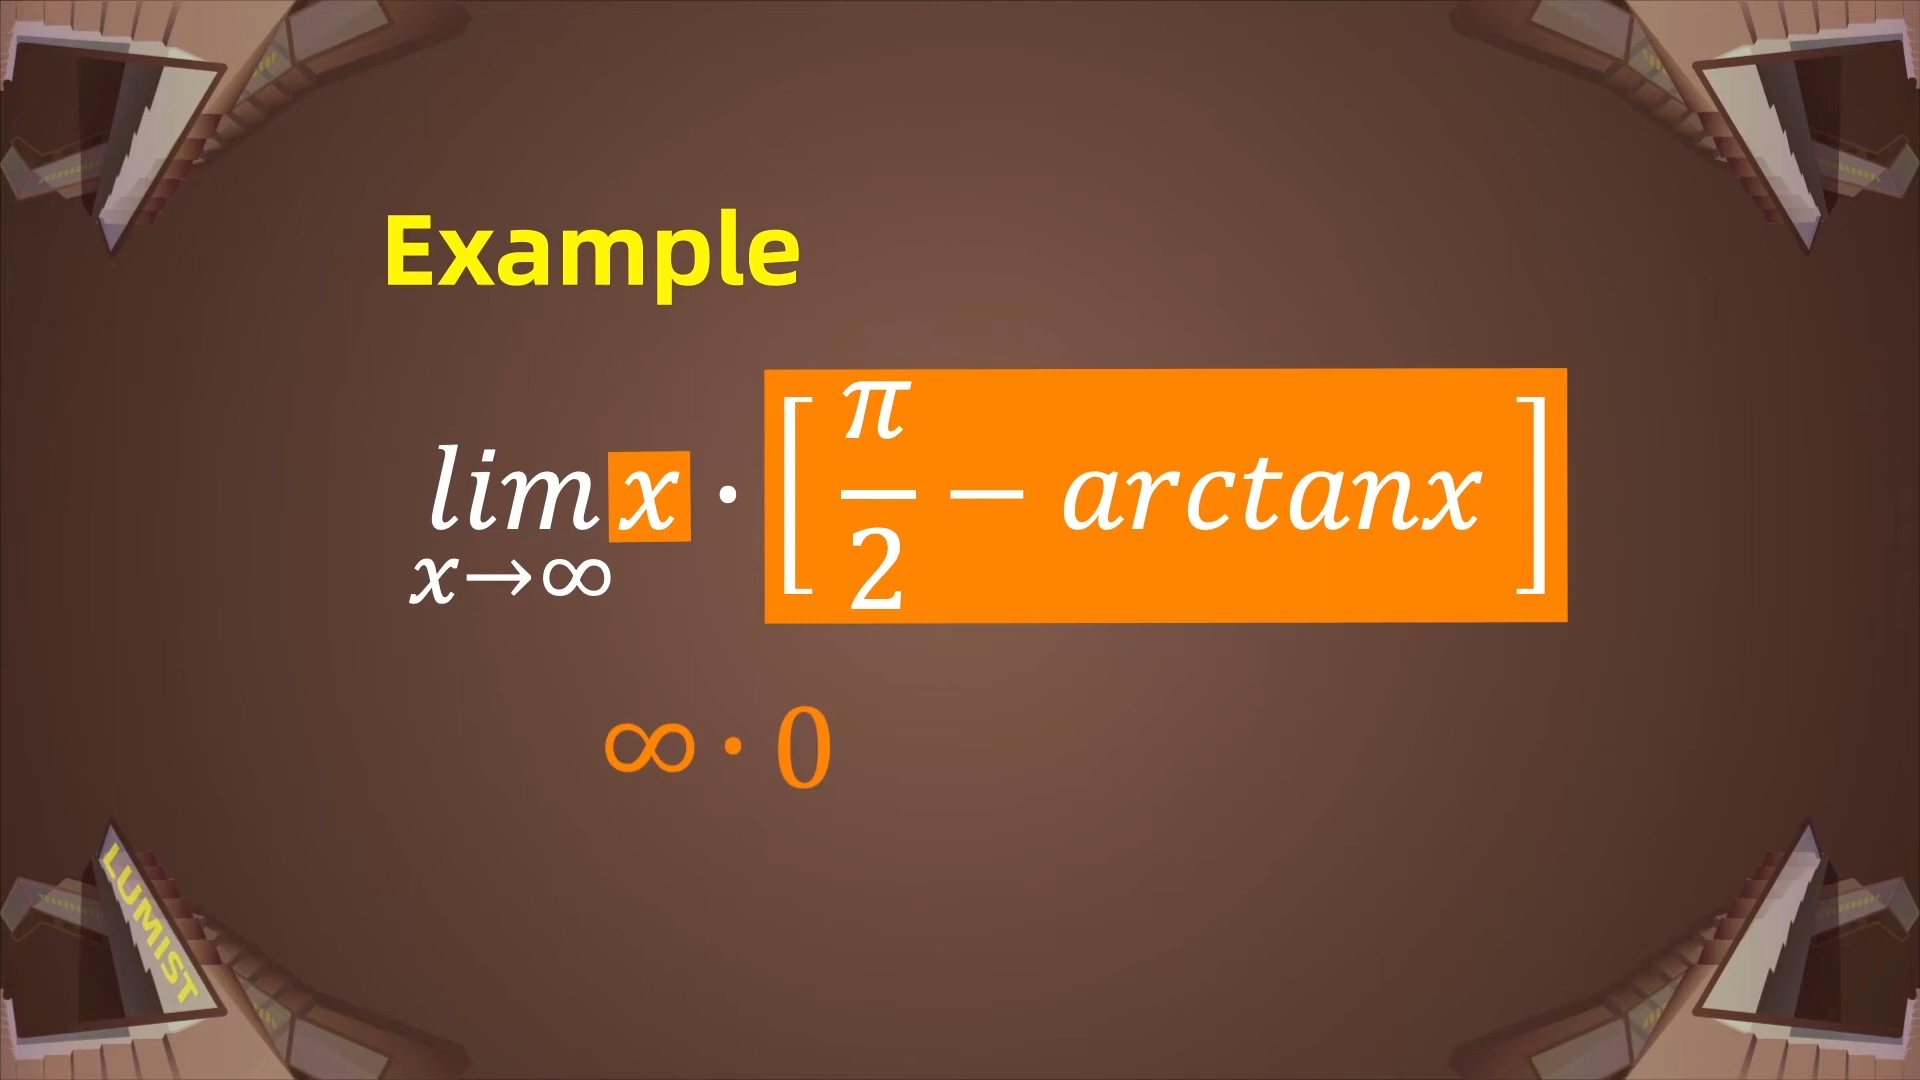 Example
lim x · [ π/2 − arctanx ]
x→∞
∞ · 0
LUMIST